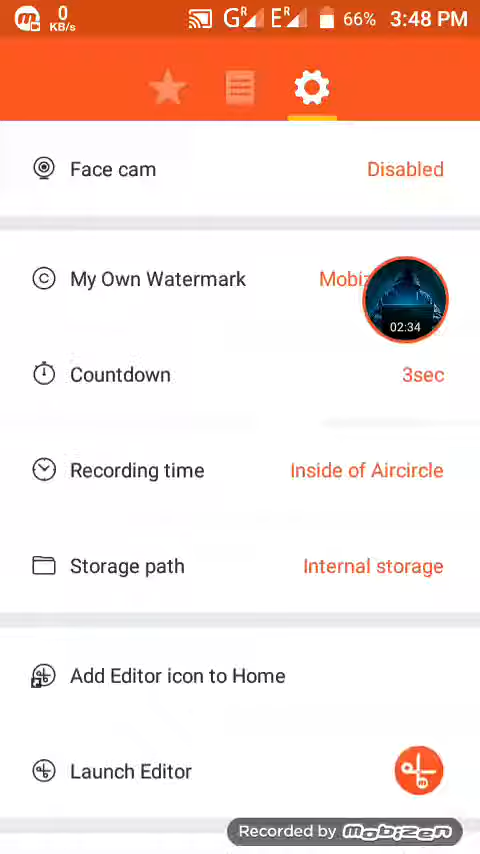 0
KB/s
G R E R 66% 3:48 PM
Face cam Disabled
My Own Watermark
02:34
Countdown 3sec
Recording time Inside of Aircircle
Storage path Internal storage
Add Editor icon to Home
Launch Editor
Recorded by Mobizen